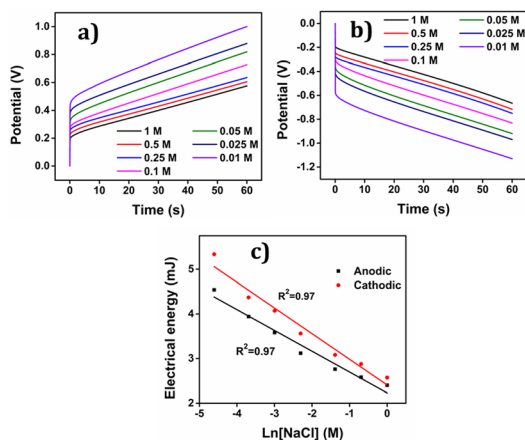 a)
Potential (V)
1.0
0.8
0.6
0.4
0.2
0.0
1 M
0.5 M
0.25 M
0.1 M
0.05 M
0.025 M
0.01 M
0 10 20 30 40 50 60
Time (s)
b)
Potential (V)
0.0
-0.2
-0.4
-0.6
-0.8
-1.0
-1.2
1 M
0.5 M
0.25 M
0.1 M
0.05 M
0.025 M
0.01 M
0 10 20 30 40 50 60
Time (s)
c)
Electrical energy (mJ)
5
4
3
2
Anodic
Cathodic
R²=0.97
R²=0.97
-5 -4 -3 -2 -1 0
Ln[NaCl] (M)